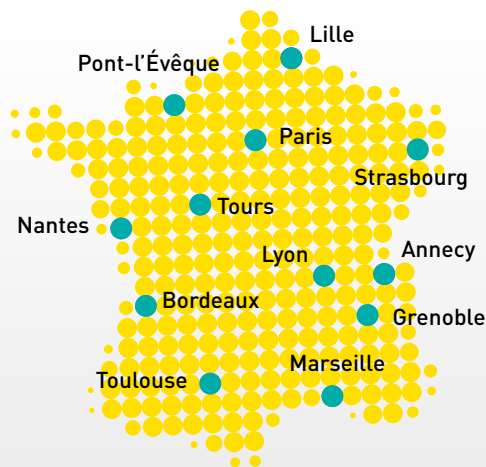 Lille
Pont-l'Évêque
Paris
Strasbourg
Tours
Nantes
Annecy
Lyon
Bordeaux
Grenoble
Marseille
Toulouse